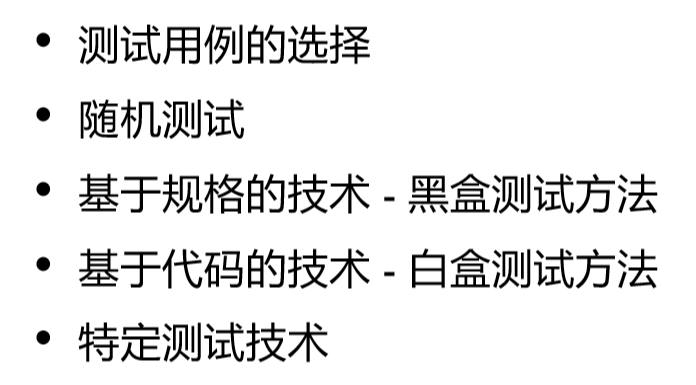 • 测试用例的选择
• 随机测试
• 基于规格的技术 - 黑盒测试方法
• 基于代码的技术 - 白盒测试方法
• 特定测试技术